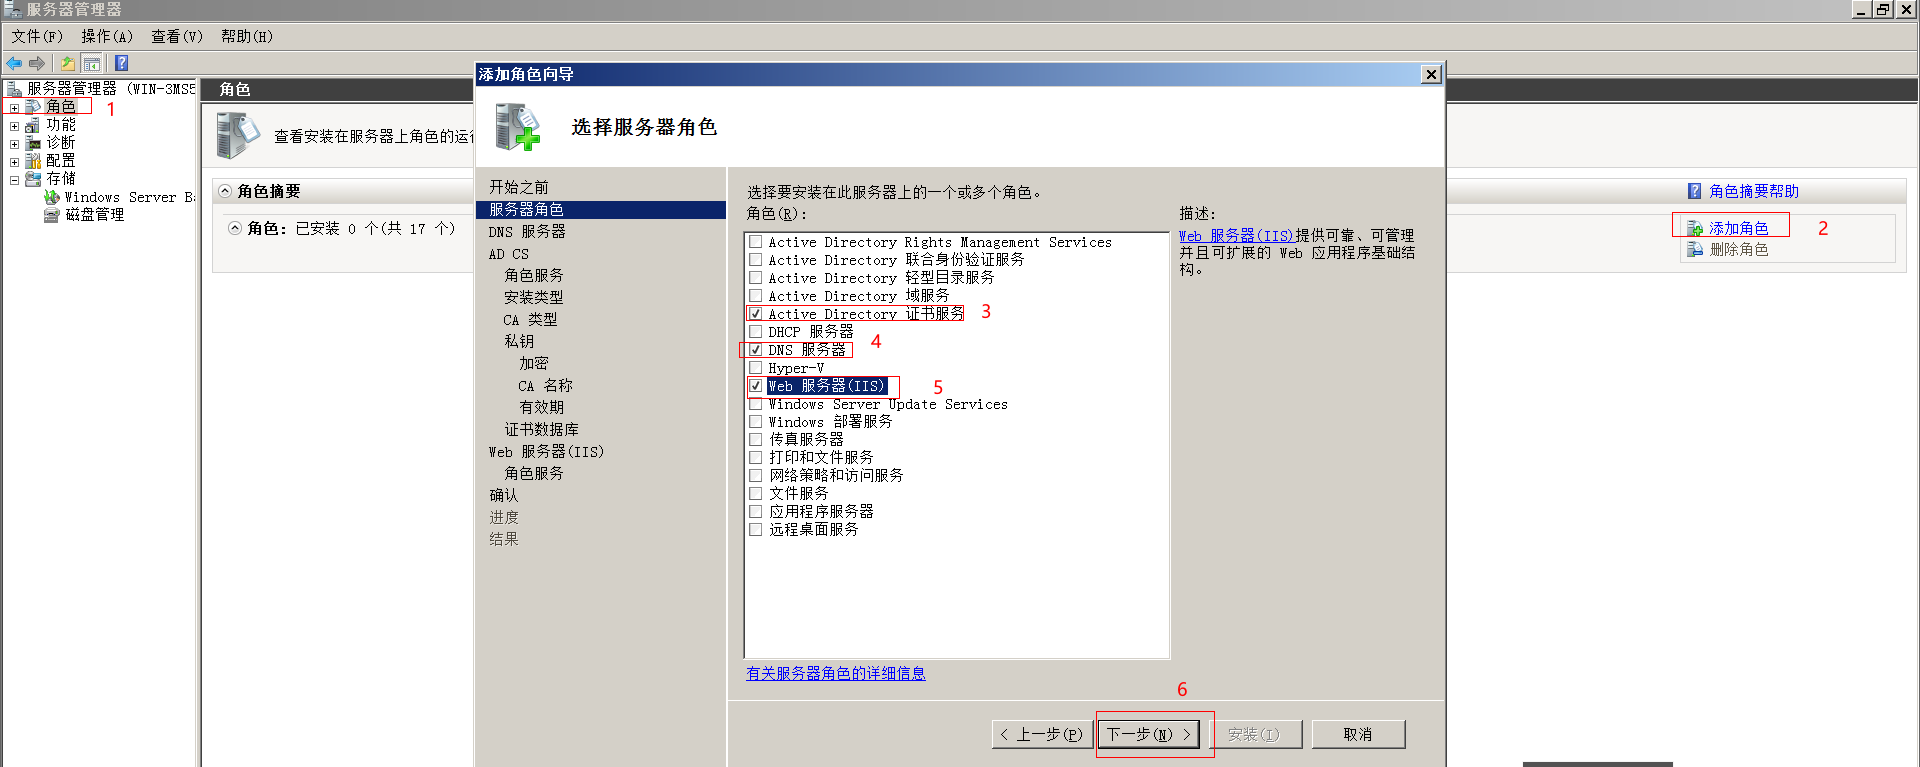 服务器管理器
文件(F) 操作(A) 查看(V) 帮助(H)
服务器管理器 (WIN-3MS5
角色 1
功能
诊断
配置
存储
Windows Server Ba
磁盘管理
角色
查看安装在服务器上角色的运行
角色摘要
角色: 已安装 0 个(共 17 个)
添加角色向导
选择服务器角色
开始之前
服务器角色
DNS 服务器
AD CS
角色服务
安装类型
CA 类型
私钥
加密
CA 名称
有效期
证书数据库
Web 服务器(IIS)
角色服务
确认
进度
结果
选择要安装在此服务器上的一个或多个角色。
角色(R):
Active Directory Rights Management Services
Active Directory 联合身份验证服务
Active Directory 轻型目录服务
Active Directory 域服务
Active Directory 证书服务 3
DHCP 服务器
DNS 服务器 4
Hyper-V
Web 服务器(IIS) 5
Windows Server Update Services
Windows 部署服务
传真服务器
打印和文件服务
网络策略和访问服务
文件服务
应用程序服务器
远程桌面服务
有关服务器角色的详细信息
描述:
Web 服务器(IIS)提供可靠、可管理
并且可扩展的 Web 应用程序基础结
构。
6
< 上一步(P) 下一步(N) > 安装(I) 取消
角色摘要帮助
添加角色 2
删除角色